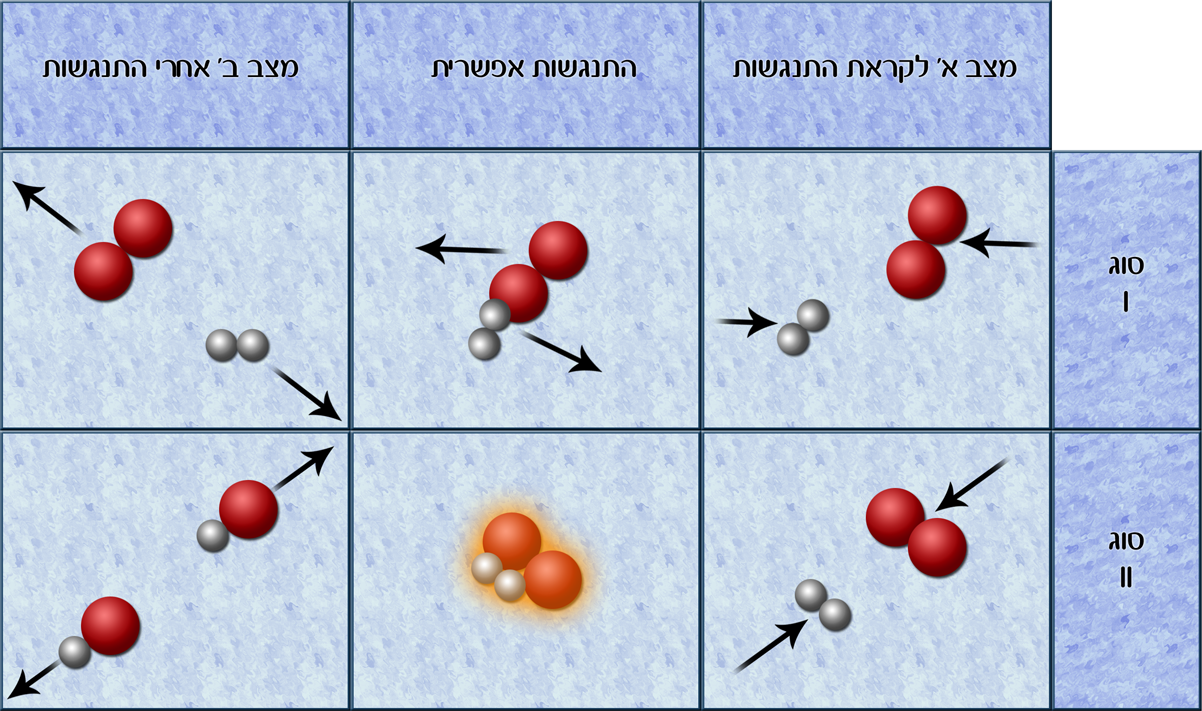 מצב א' לקראת התנגשות
התנגשות אפשרית
מצב ב' אחרי התנגשות
סוג
I
סוג
II